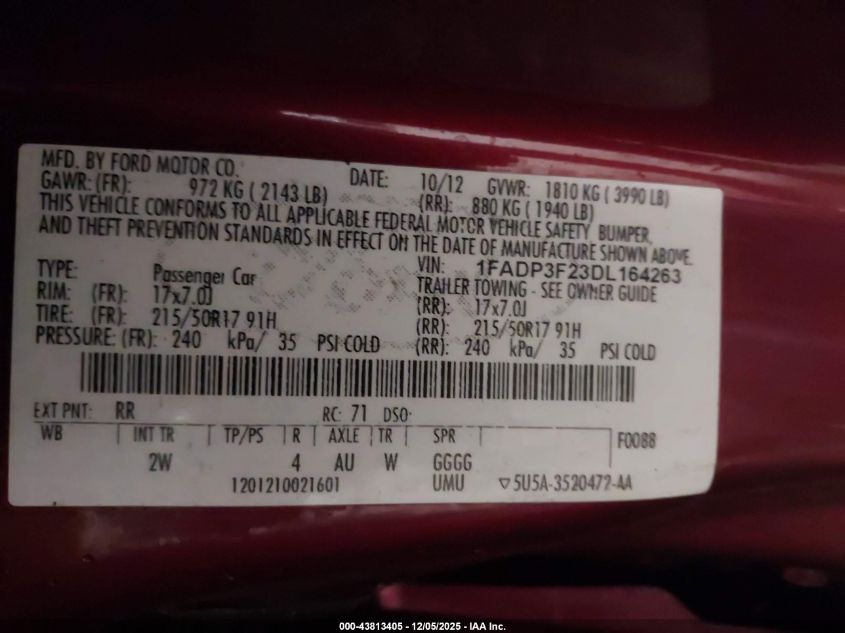 MFD. BY FORD MOTOR CO. DATE: 10/12 GVWR: 1810 KG ( 3990 LB)
GAWR: (FR): 972 KG ( 2143 LB) (RR): 880 KG ( 1940 LB)
THIS VEHICLE CONFORMS TO ALL APPLICABLE FEDERAL MOTOR VEHICLE SAFETY, BUMPER,
AND THEFT PREVENTION STANDARDS IN EFFECT ON THE DATE OF MANUFACTURE SHOWN ABOVE.
VIN: 1FADP3F23DL164263
TYPE: Passenger Car TRAILER TOWING - SEE OWNER GUIDE
RIM: (FR): 17x7.0J (RR): 17x7.0J
TIRE: (FR): 215/50R17 91H (RR): 215/50R17 91H
PRESSURE: (FR): 240 kPa/ 35 PSI COLD (RR): 240 kPa/ 35 PSI COLD
EXT PNT: RR RC: 71 DSO:
WB INT TR TP/PS R AXLE TR SPR F0088
2W 4 AU W GGGG
1201210021601 UMU ▽5U5A-3520472-AA
000-43813405 - 12/05/2025 - IAA Inc.